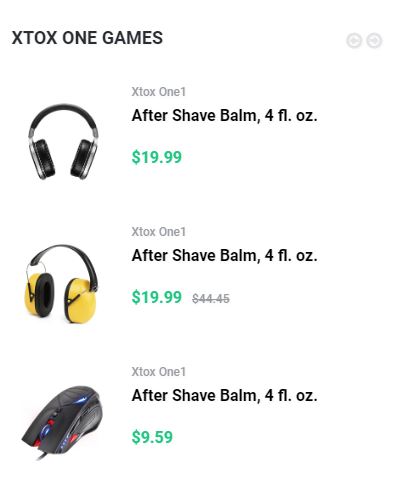 XTOX ONE GAMES
Xtox One1
After Shave Balm, 4 fl. oz.
$19.99
Xtox One1
After Shave Balm, 4 fl. oz.
$19.99 $44.45
Xtox One1
After Shave Balm, 4 fl. oz.
$9.59